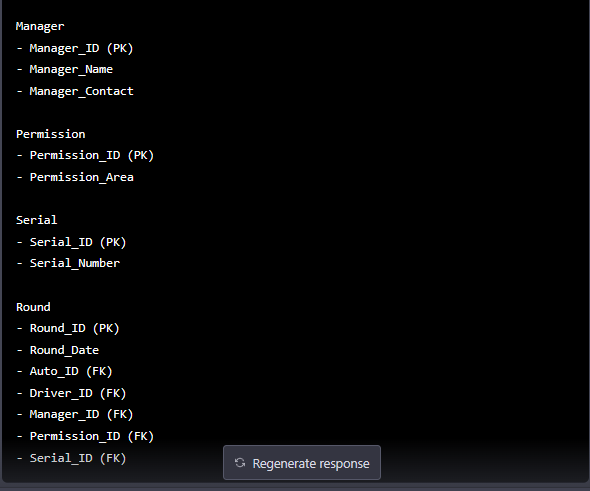 Manager
- Manager_ID (PK)
- Manager_Name
- Manager_Contact
Permission
- Permission_ID (PK)
- Permission_Area
Serial
- Serial_ID (PK)
- Serial_Number
Round
- Round_ID (PK)
- Round_Date
- Auto_ID (FK)
- Driver_ID (FK)
- Manager_ID (FK)
- Permission_ID (FK)
- Serial_ID (FK)
Regenerate response